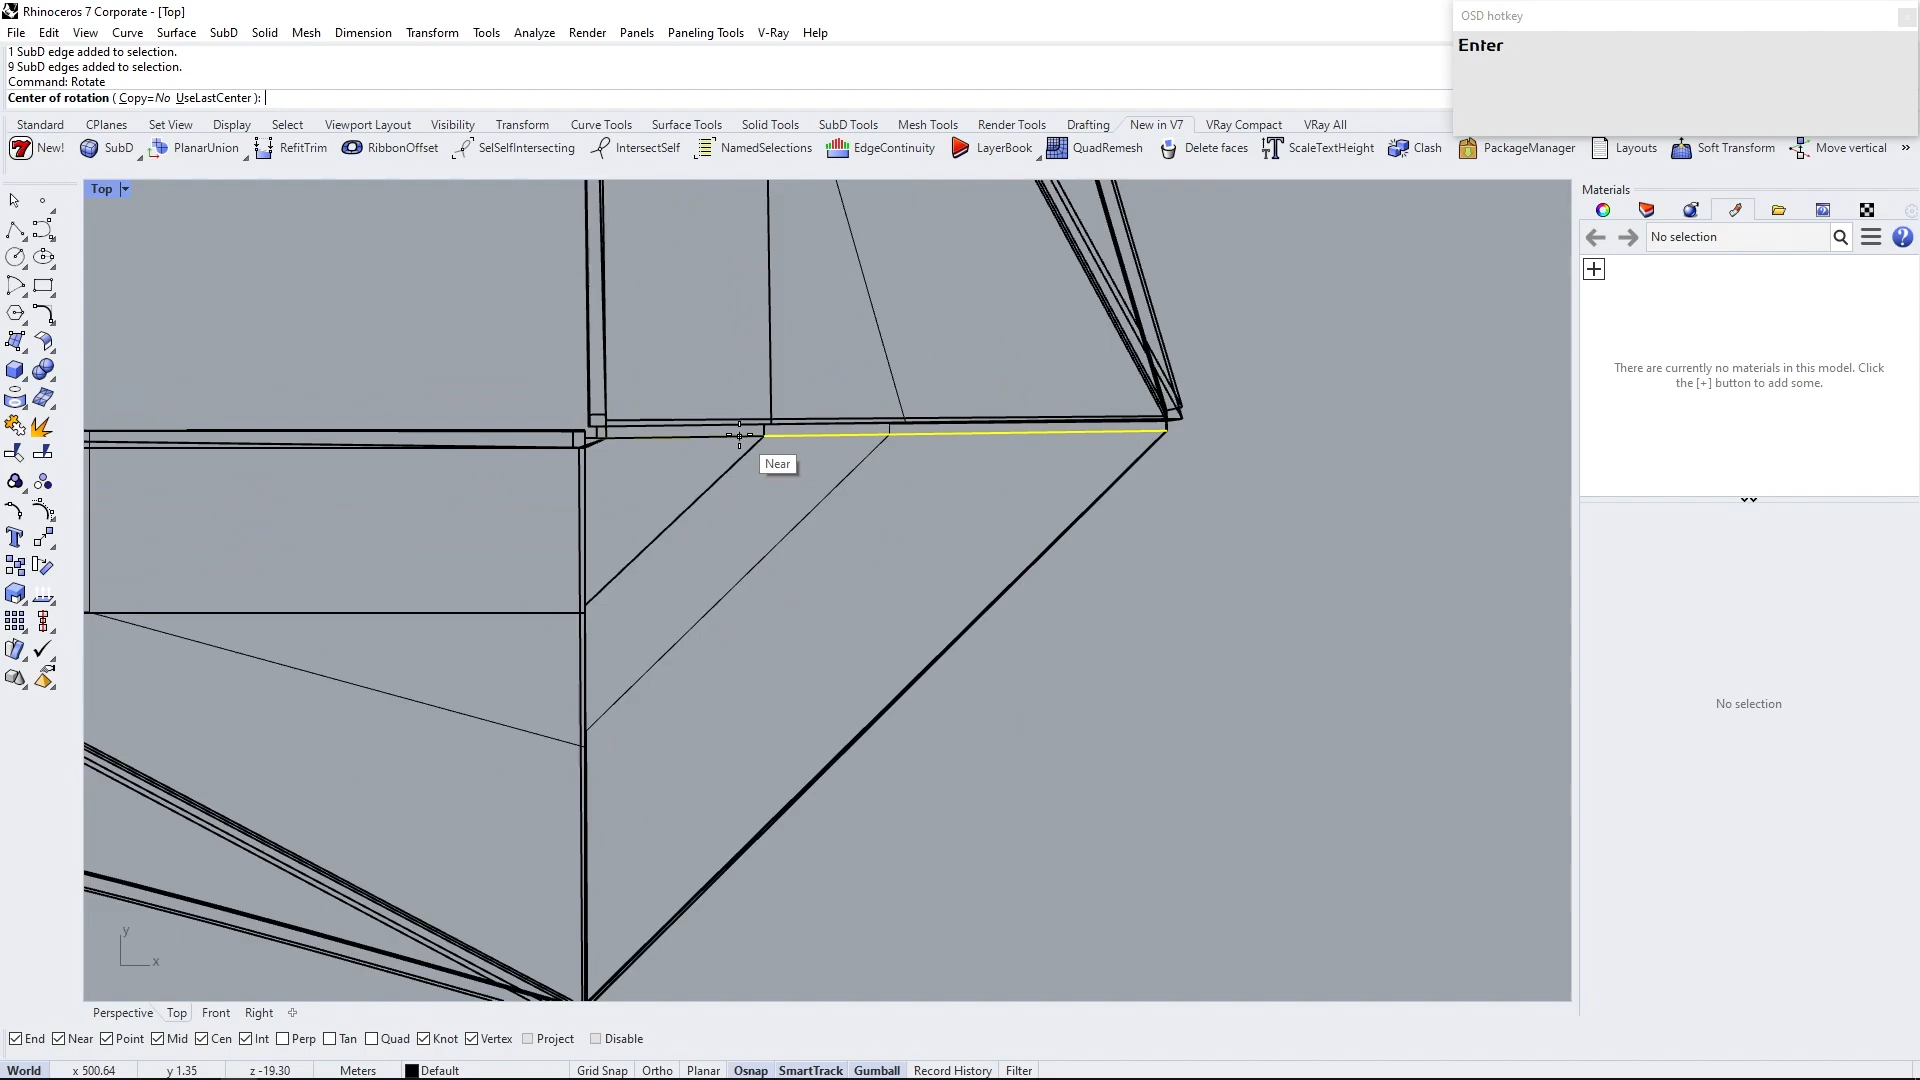 Rhinoceros 7 Corporate - [Top]
OSD hotkey
File Edit View Curve Surface SubD Solid Mesh Dimension Transform Tools Analyze Render Panels Paneling Tools V-Ray Help
Enter
1 SubD edge added to selection.
9 SubD edges added to selection.
Command: Rotate
Center of rotation ( Copy=No UseLastCenter ):
Standard CPlanes Set View Display Select Viewport Layout Visibility Transform Curve Tools Surface Tools Solid Tools SubD Tools Mesh Tools Render Tools Drafting New in V7 VRay Compact VRay All
New! SubD PlanarUnion RefitTrim RibbonOffset SelSelfIntersecting IntersectSelf NamedSelections EdgeContinuity LayerBook QuadRemesh Delete faces ScaleTextHeight Clash PackageManager Layouts Soft Transform Move vertical »
Top
Materials
No selection
There are currently no materials in this model. Click
the [+] button to add some.
Near
No selection
y
x
Perspective Top Front Right
End Near Point Mid Cen Int Perp Tan Quad Knot Vertex Project Disable
World x 500.64 y 1.35 z -19.30 Meters Default Grid Snap Ortho Planar Osnap SmartTrack Gumball Record History Filter